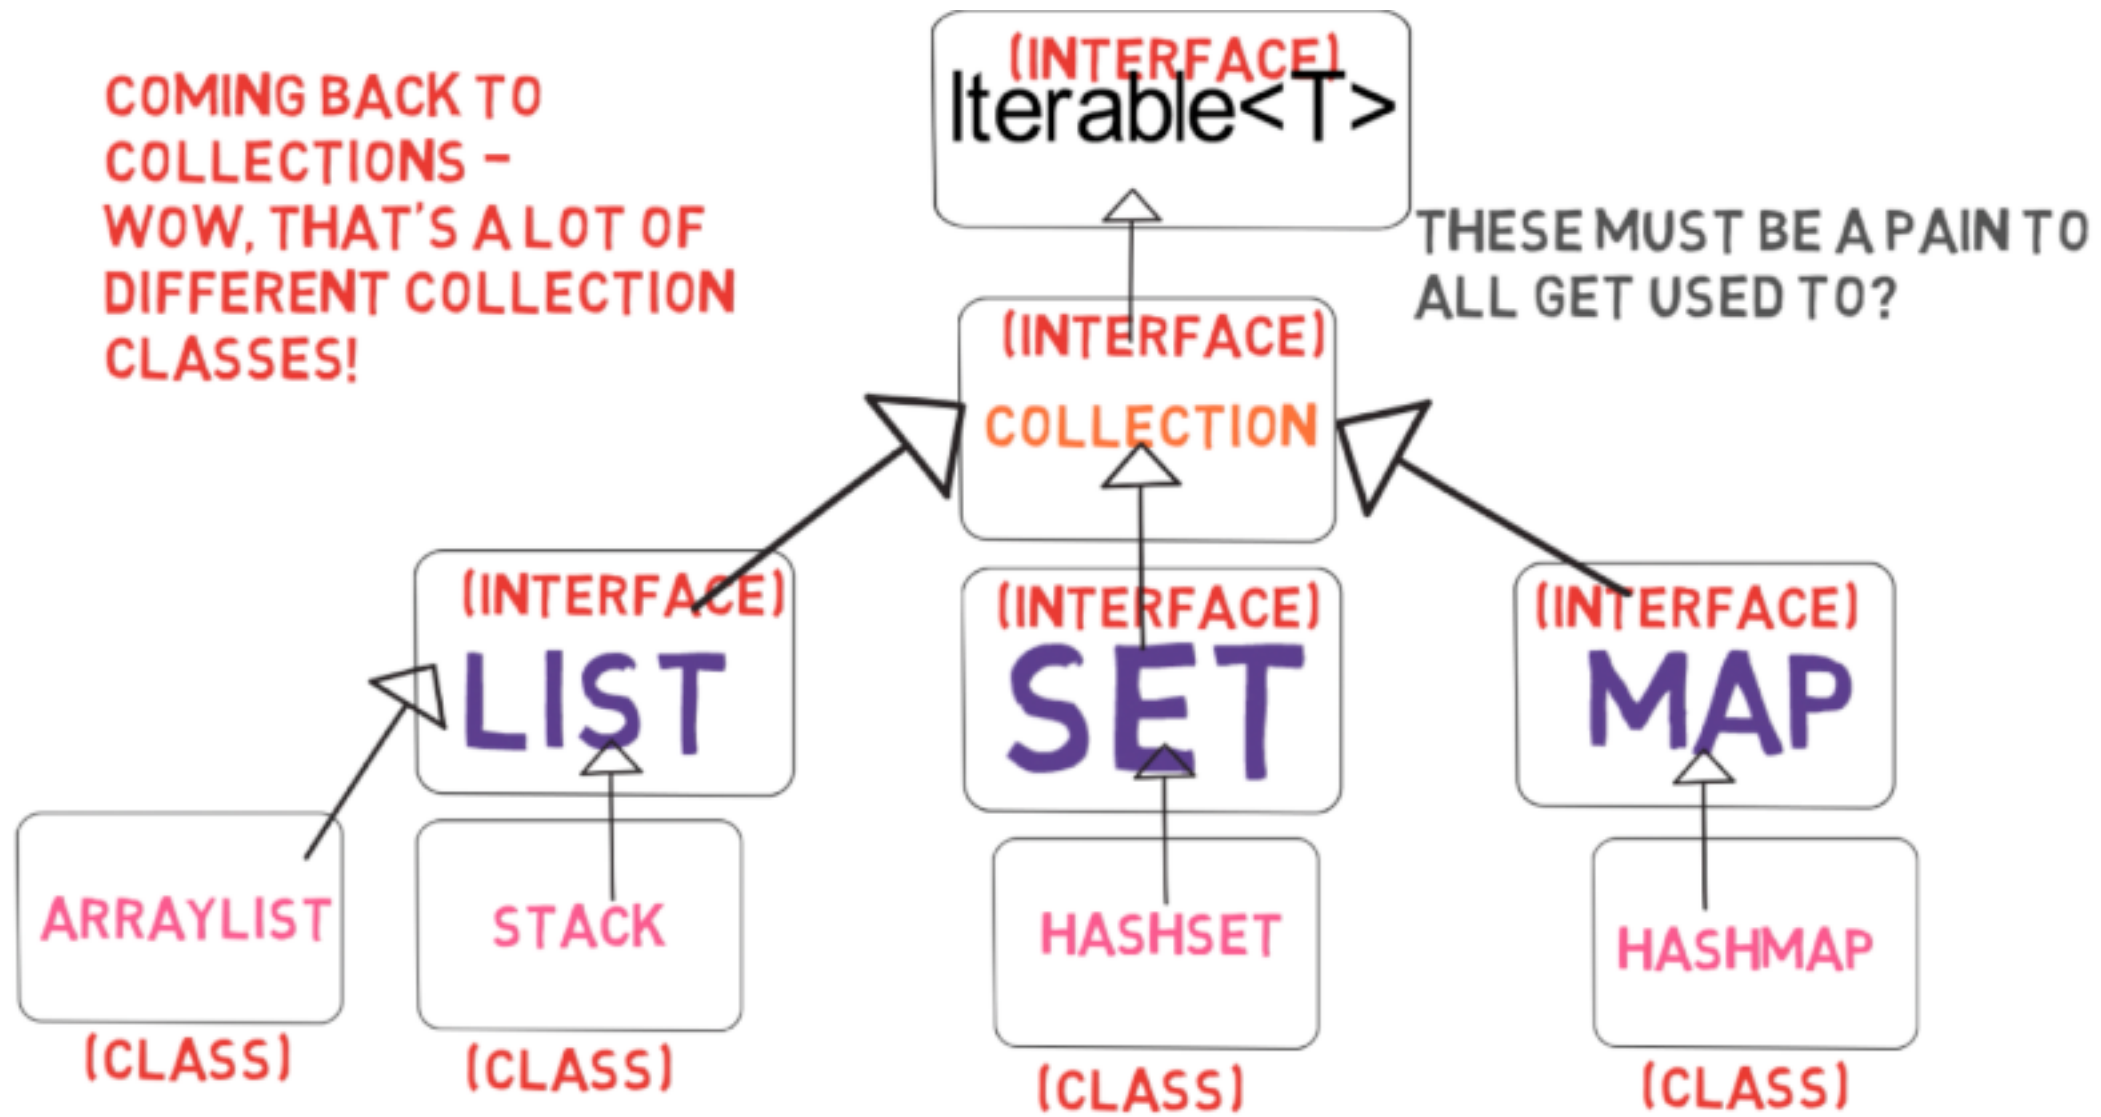 COMING BACK TO
COLLECTIONS -
WOW, THAT'S A LOT OF
DIFFERENT COLLECTION
CLASSES!
(INTERFACE)
Iterable<T>
THESE MUST BE A PAIN TO
ALL GET USED TO?
(INTERFACE)
COLLECTION
(INTERFACE)
LIST
(INTERFACE)
SET
(INTERFACE)
MAP
ARRAYLIST
(CLASS)
STACK
(CLASS)
HASHSET
(CLASS)
HASHMAP
(CLASS)